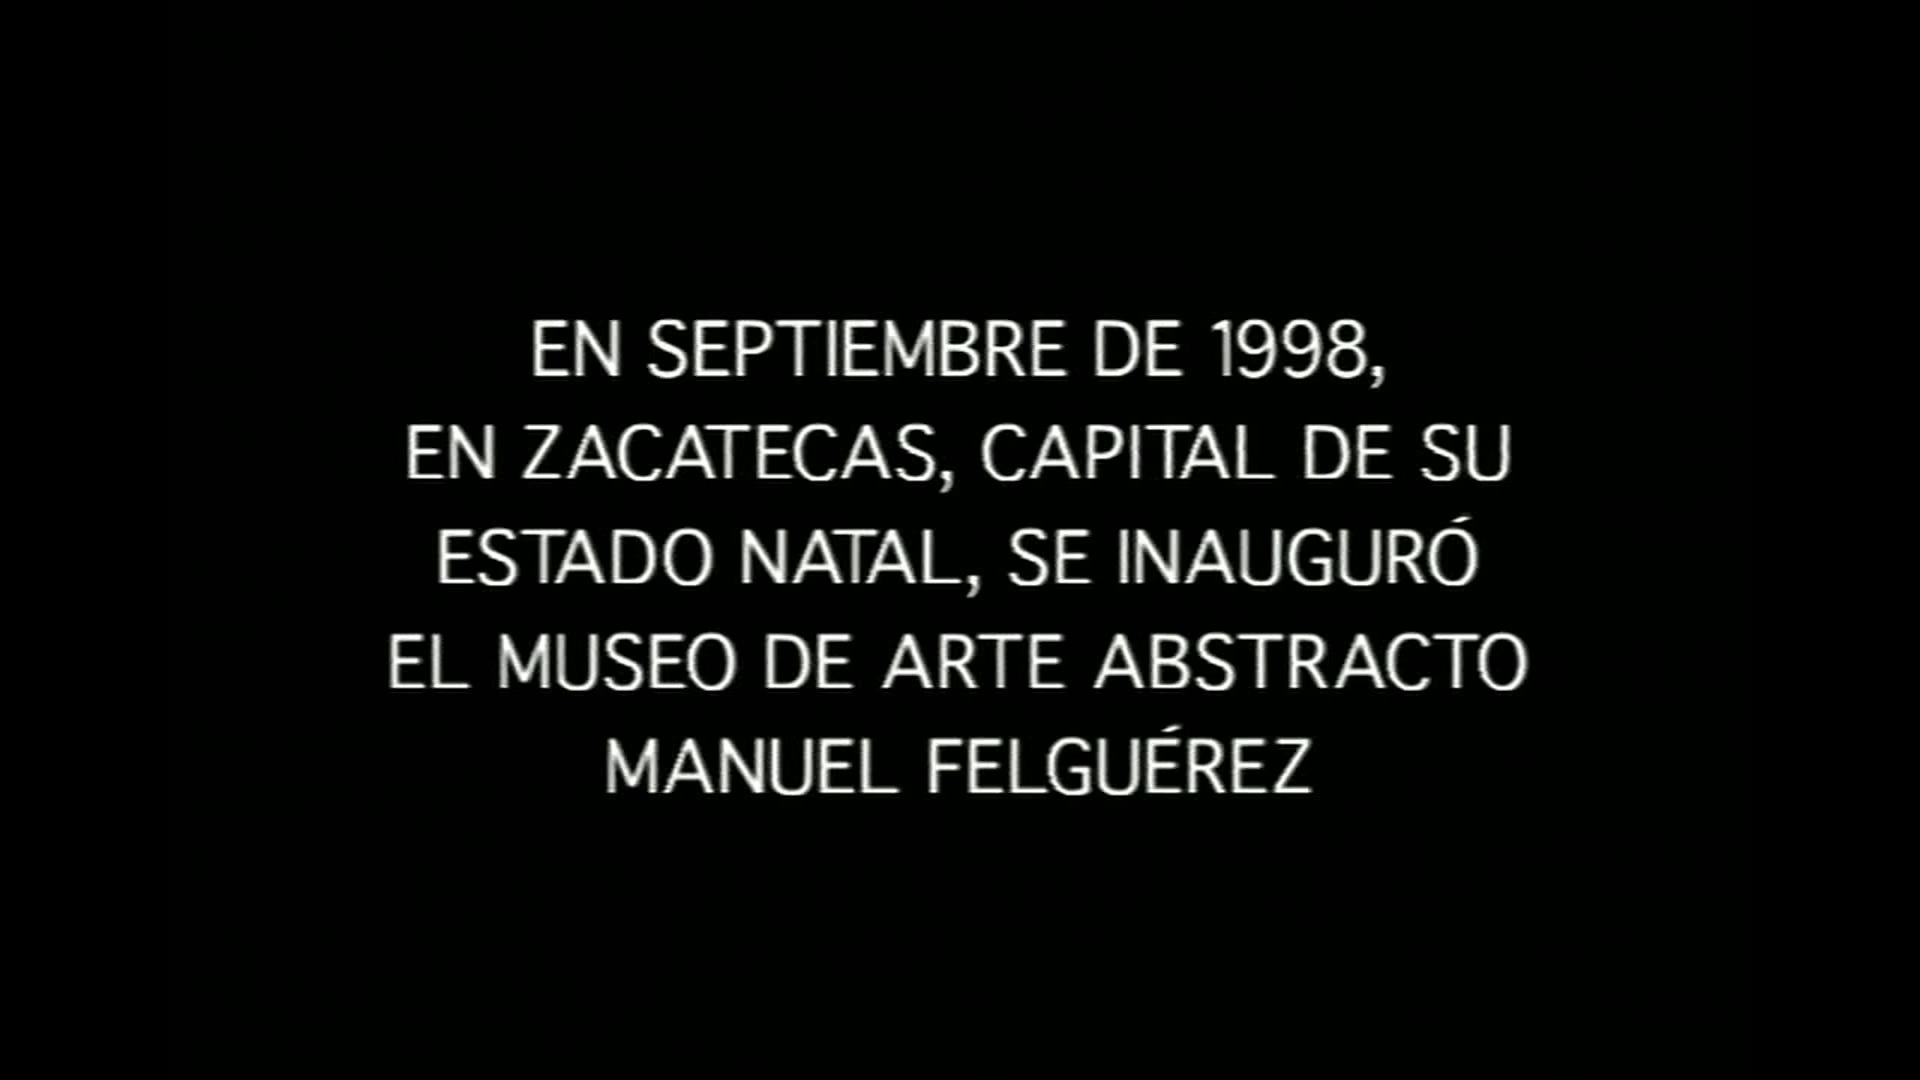 EN SEPTIEMBRE DE 1998,
EN ZACATECAS, CAPITAL DE SU
ESTADO NATAL, SE INAUGURÓ
EL MUSEO DE ARTE ABSTRACTO
MANUEL FELGUÉREZ